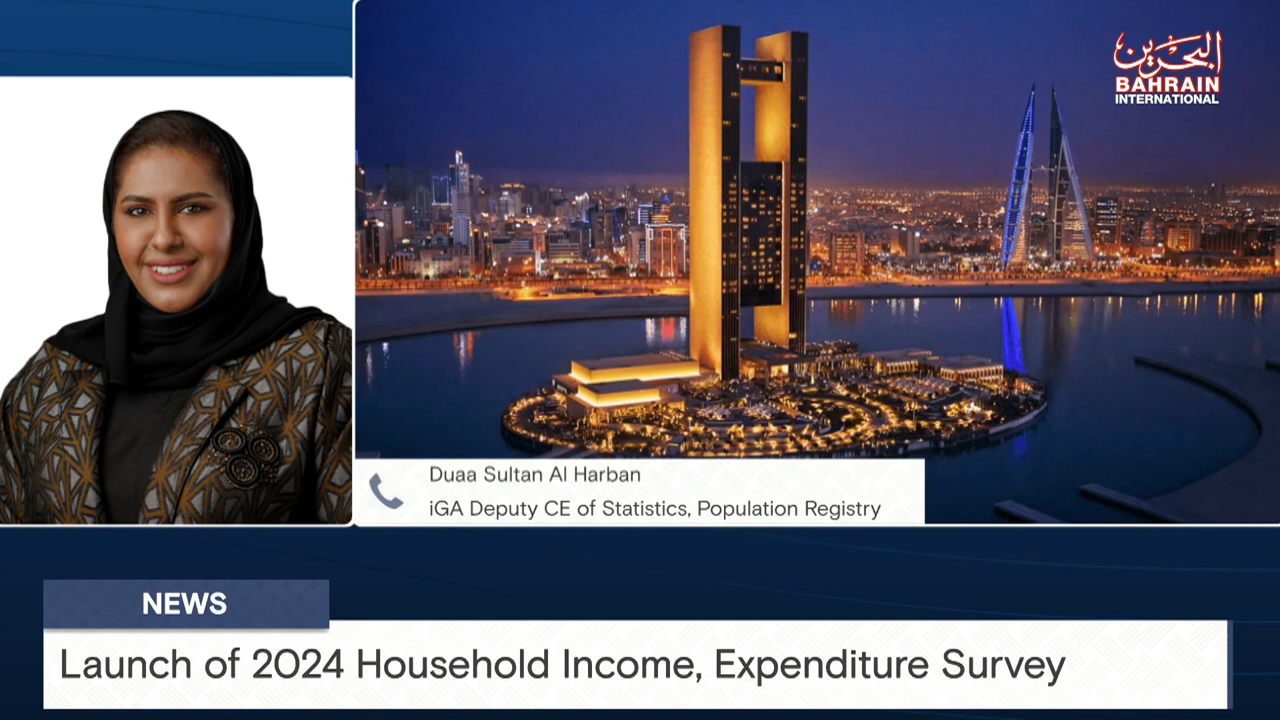 البحرين
BAHRAIN
INTERNATIONAL
Duaa Sultan Al Harban
iGA Deputy CE of Statistics, Population Registry
NEWS
Launch of 2024 Household Income, Expenditure Survey